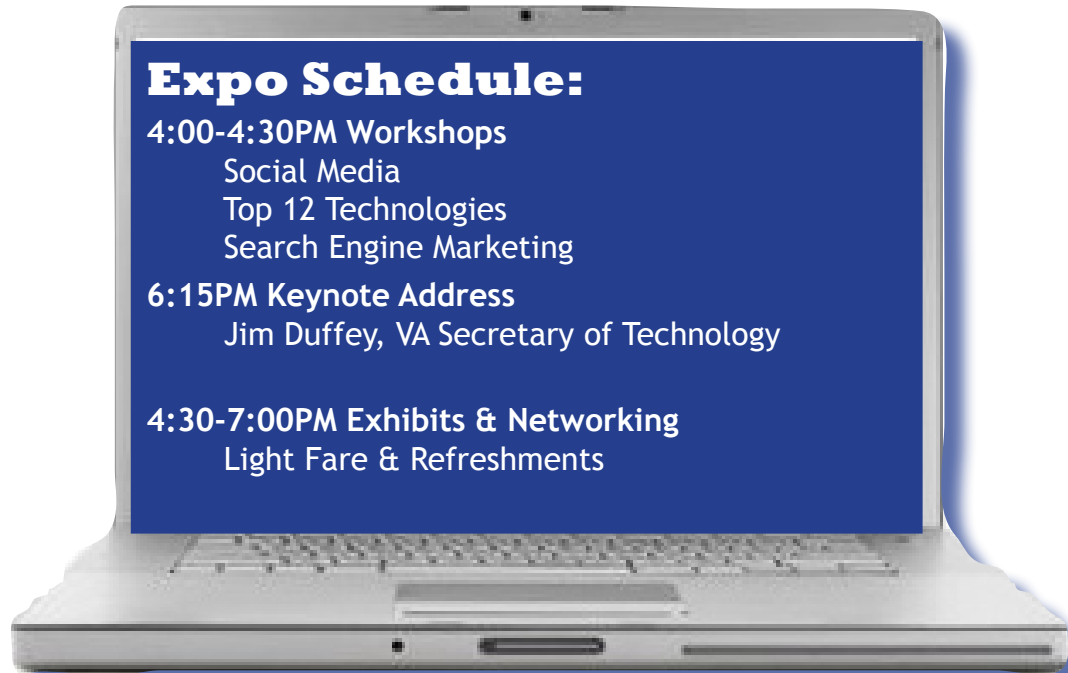 Expo Schedule:
4:00-4:30PM Workshops
Social Media
Top 12 Technologies
Search Engine Marketing
6:15PM Keynote Address
Jim Duffey, VA Secretary of Technology
4:30-7:00PM Exhibits & Networking
Light Fare & Refreshments